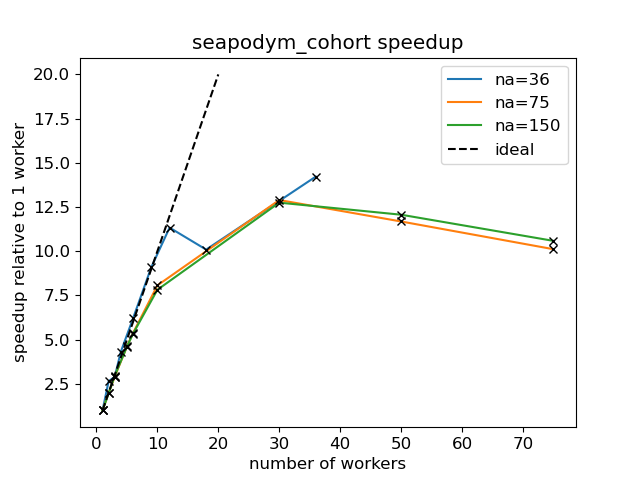 seapodym_cohort speedup
speedup relative to 1 worker
20.0
17.5
15.0
12.5
10.0
7.5
5.0
2.5
na=36
na=75
na=150
ideal
0 10 20 30 40 50 60 70
number of workers